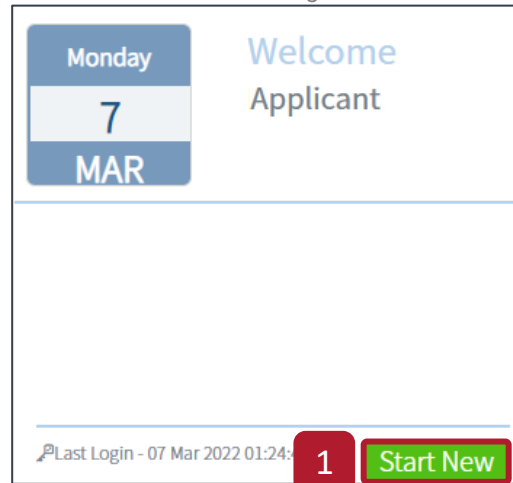 Monday
7
MAR
Welcome
Applicant
Last Login - 07 Mar 2022 01:24:
1
Start New